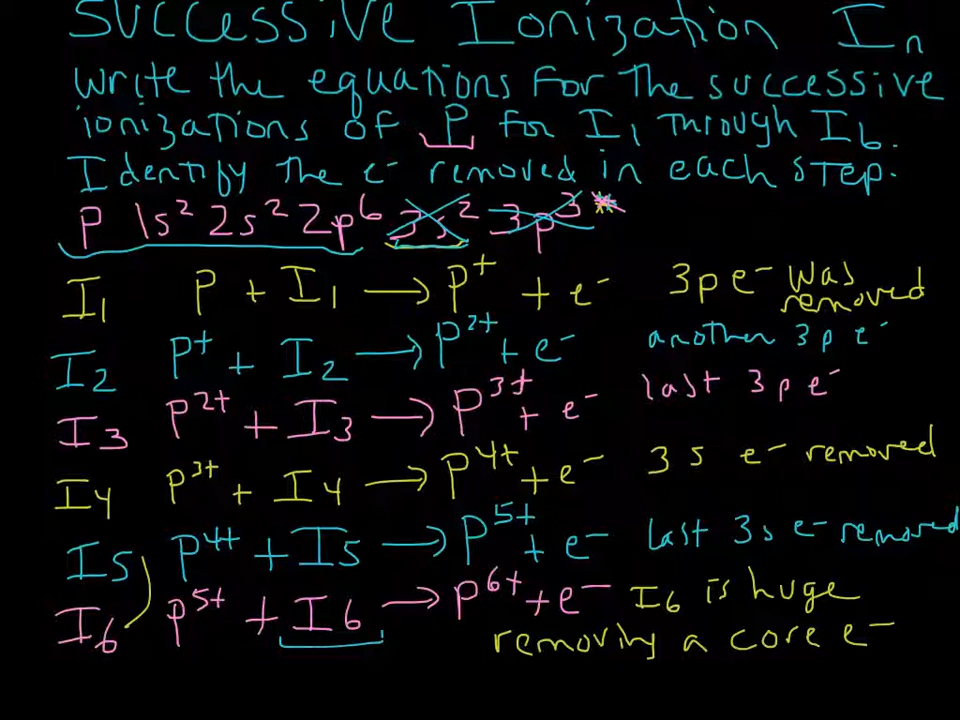 Successive Ionization In
Write the equations for the successive
ionizations of P for I₁ through I₆.
Identify the e⁻ removed in each step.
P 1s² 2s² 2p⁶ 3s² 3p³
I₁ P + I₁ → P⁺ + e⁻ 3p e⁻ was removed
I₂ P⁺ + I₂ → P²⁺ + e⁻ another 3p e⁻
I₃ P²⁺ + I₃ → P³⁺ + e⁻ last 3p e⁻
I₄ P³⁺ + I₄ → P⁴⁺ + e⁻ 3s e⁻ removed
I₅ P⁴⁺ + I₅ → P⁵⁺ + e⁻ last 3s e⁻ removed
I₆ P⁵⁺ + I₆ → P⁶⁺ + e⁻ I₆ is huge
removing a core e⁻